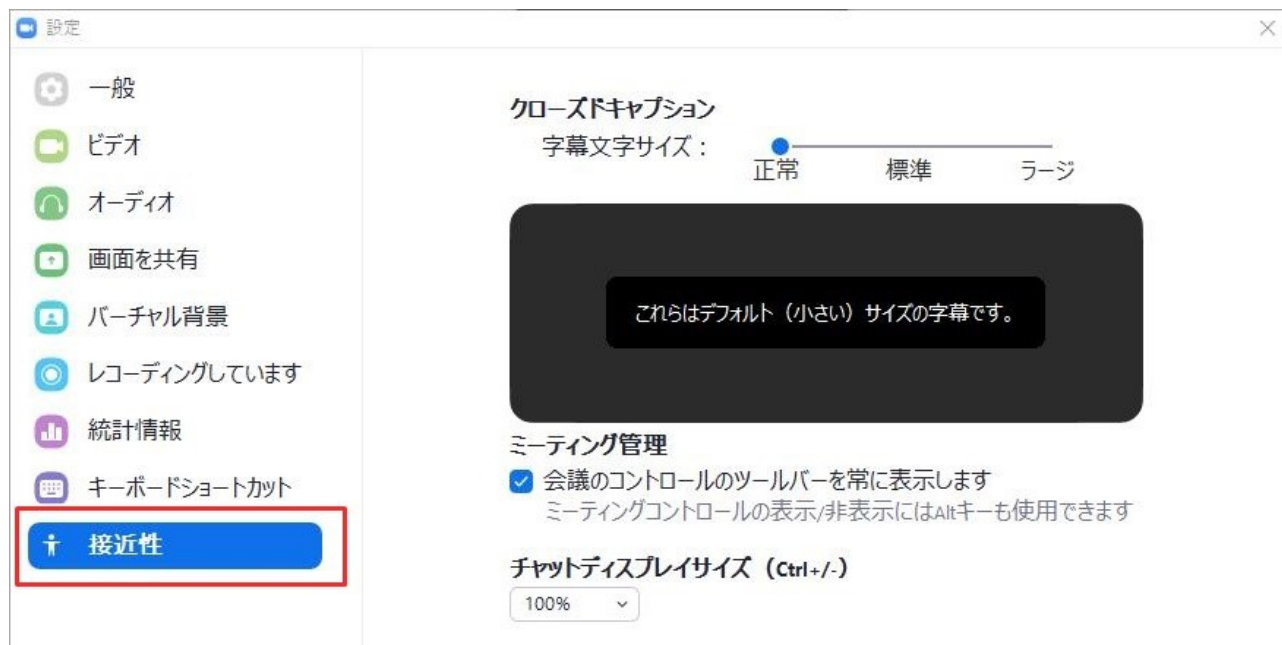 設定
一般
ビデオ
オーディオ
画面を共有
バーチャル背景
レコーディングしています
統計情報
キーボードショートカット
接近性
クローズドキャプション
字幕文字サイズ：
正常 標準 ラージ
これらはデフォルト（小さい）サイズの字幕です。
ミーティング管理
会議のコントロールのツールバーを常に表示します
ミーティングコントロールの表示/非表示にはAltキーも使用できます
チャットディスプレイサイズ（Ctrl+/-）
100%